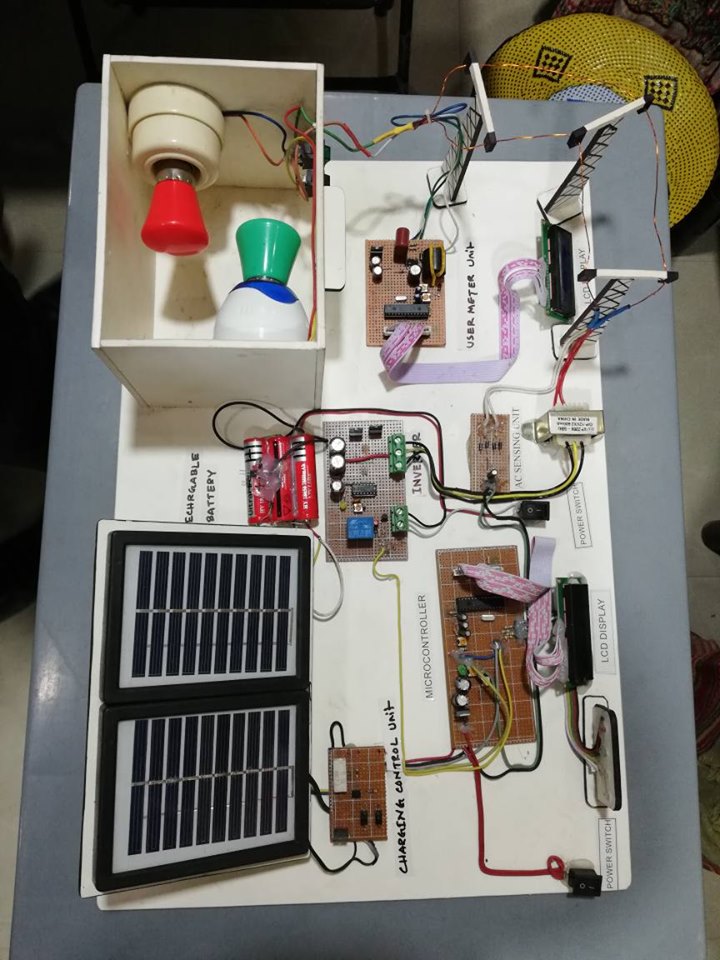 LCD DISPLAY
USER METER UNIT
AC SENSING UNIT
INVERTER
ECHRGABLE
BATTERY
POWER SWITCH
MICROCONTROLLER
LCD DISPLAY
CHARGING CONTROL UNIT
POWER SWITCH